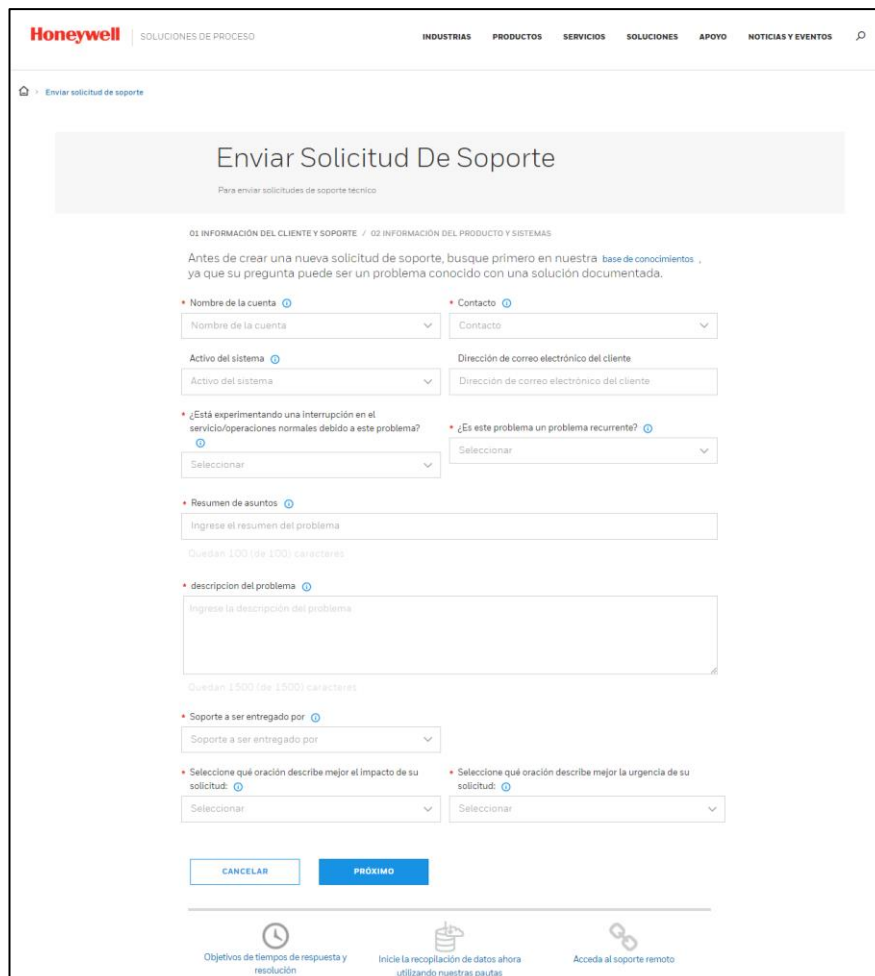 Honeywell SOLUCIONES DE PROCESO INDUSTRIAS PRODUCTOS SERVICIOS SOLUCIONES APOYO NOTICIAS Y EVENTOS
Enviar solicitud de soporte
Enviar Solicitud De Soporte
Para enviar solicitudes de soporte técnico
01 INFORMACIÓN DEL CLIENTE Y SOPORTE / 02 INFORMACIÓN DEL PRODUCTO Y SISTEMAS
Antes de crear una nueva solicitud de soporte, busque primero en nuestra base de conocimientos ,
ya que su pregunta puede ser un problema conocido con una solución documentada.
* Nombre de la cuenta
Nombre de la cuenta
* Contacto
Contacto
Activo del sistema
Activo del sistema
Dirección de correo electrónico del cliente
Dirección de correo electrónico del cliente
* ¿Está experimentando una interrupción en el
servicio/operaciones normales debido a este problema?
Seleccionar
* ¿Es este problema un problema recurrente?
Seleccionar
* Resumen de asuntos
Ingrese el resumen del problema
Quedan 100 (de 100) caracteres
* descripcion del problema
Ingrese la descripción del problema
Quedan 1500 (de 1500) caracteres
* Soporte a ser entregado por
Soporte a ser entregado por
* Seleccione qué oración describe mejor el impacto de su
solicitud:
Seleccionar
* Seleccione qué oración describe mejor la urgencia de su
solicitud:
Seleccionar
CANCELAR
PRÓXIMO
Objetivos de tiempos de respuesta y
resolución
Inicie la recopilación de datos ahora
utilizando nuestras pautas
Acceda al soporte remoto